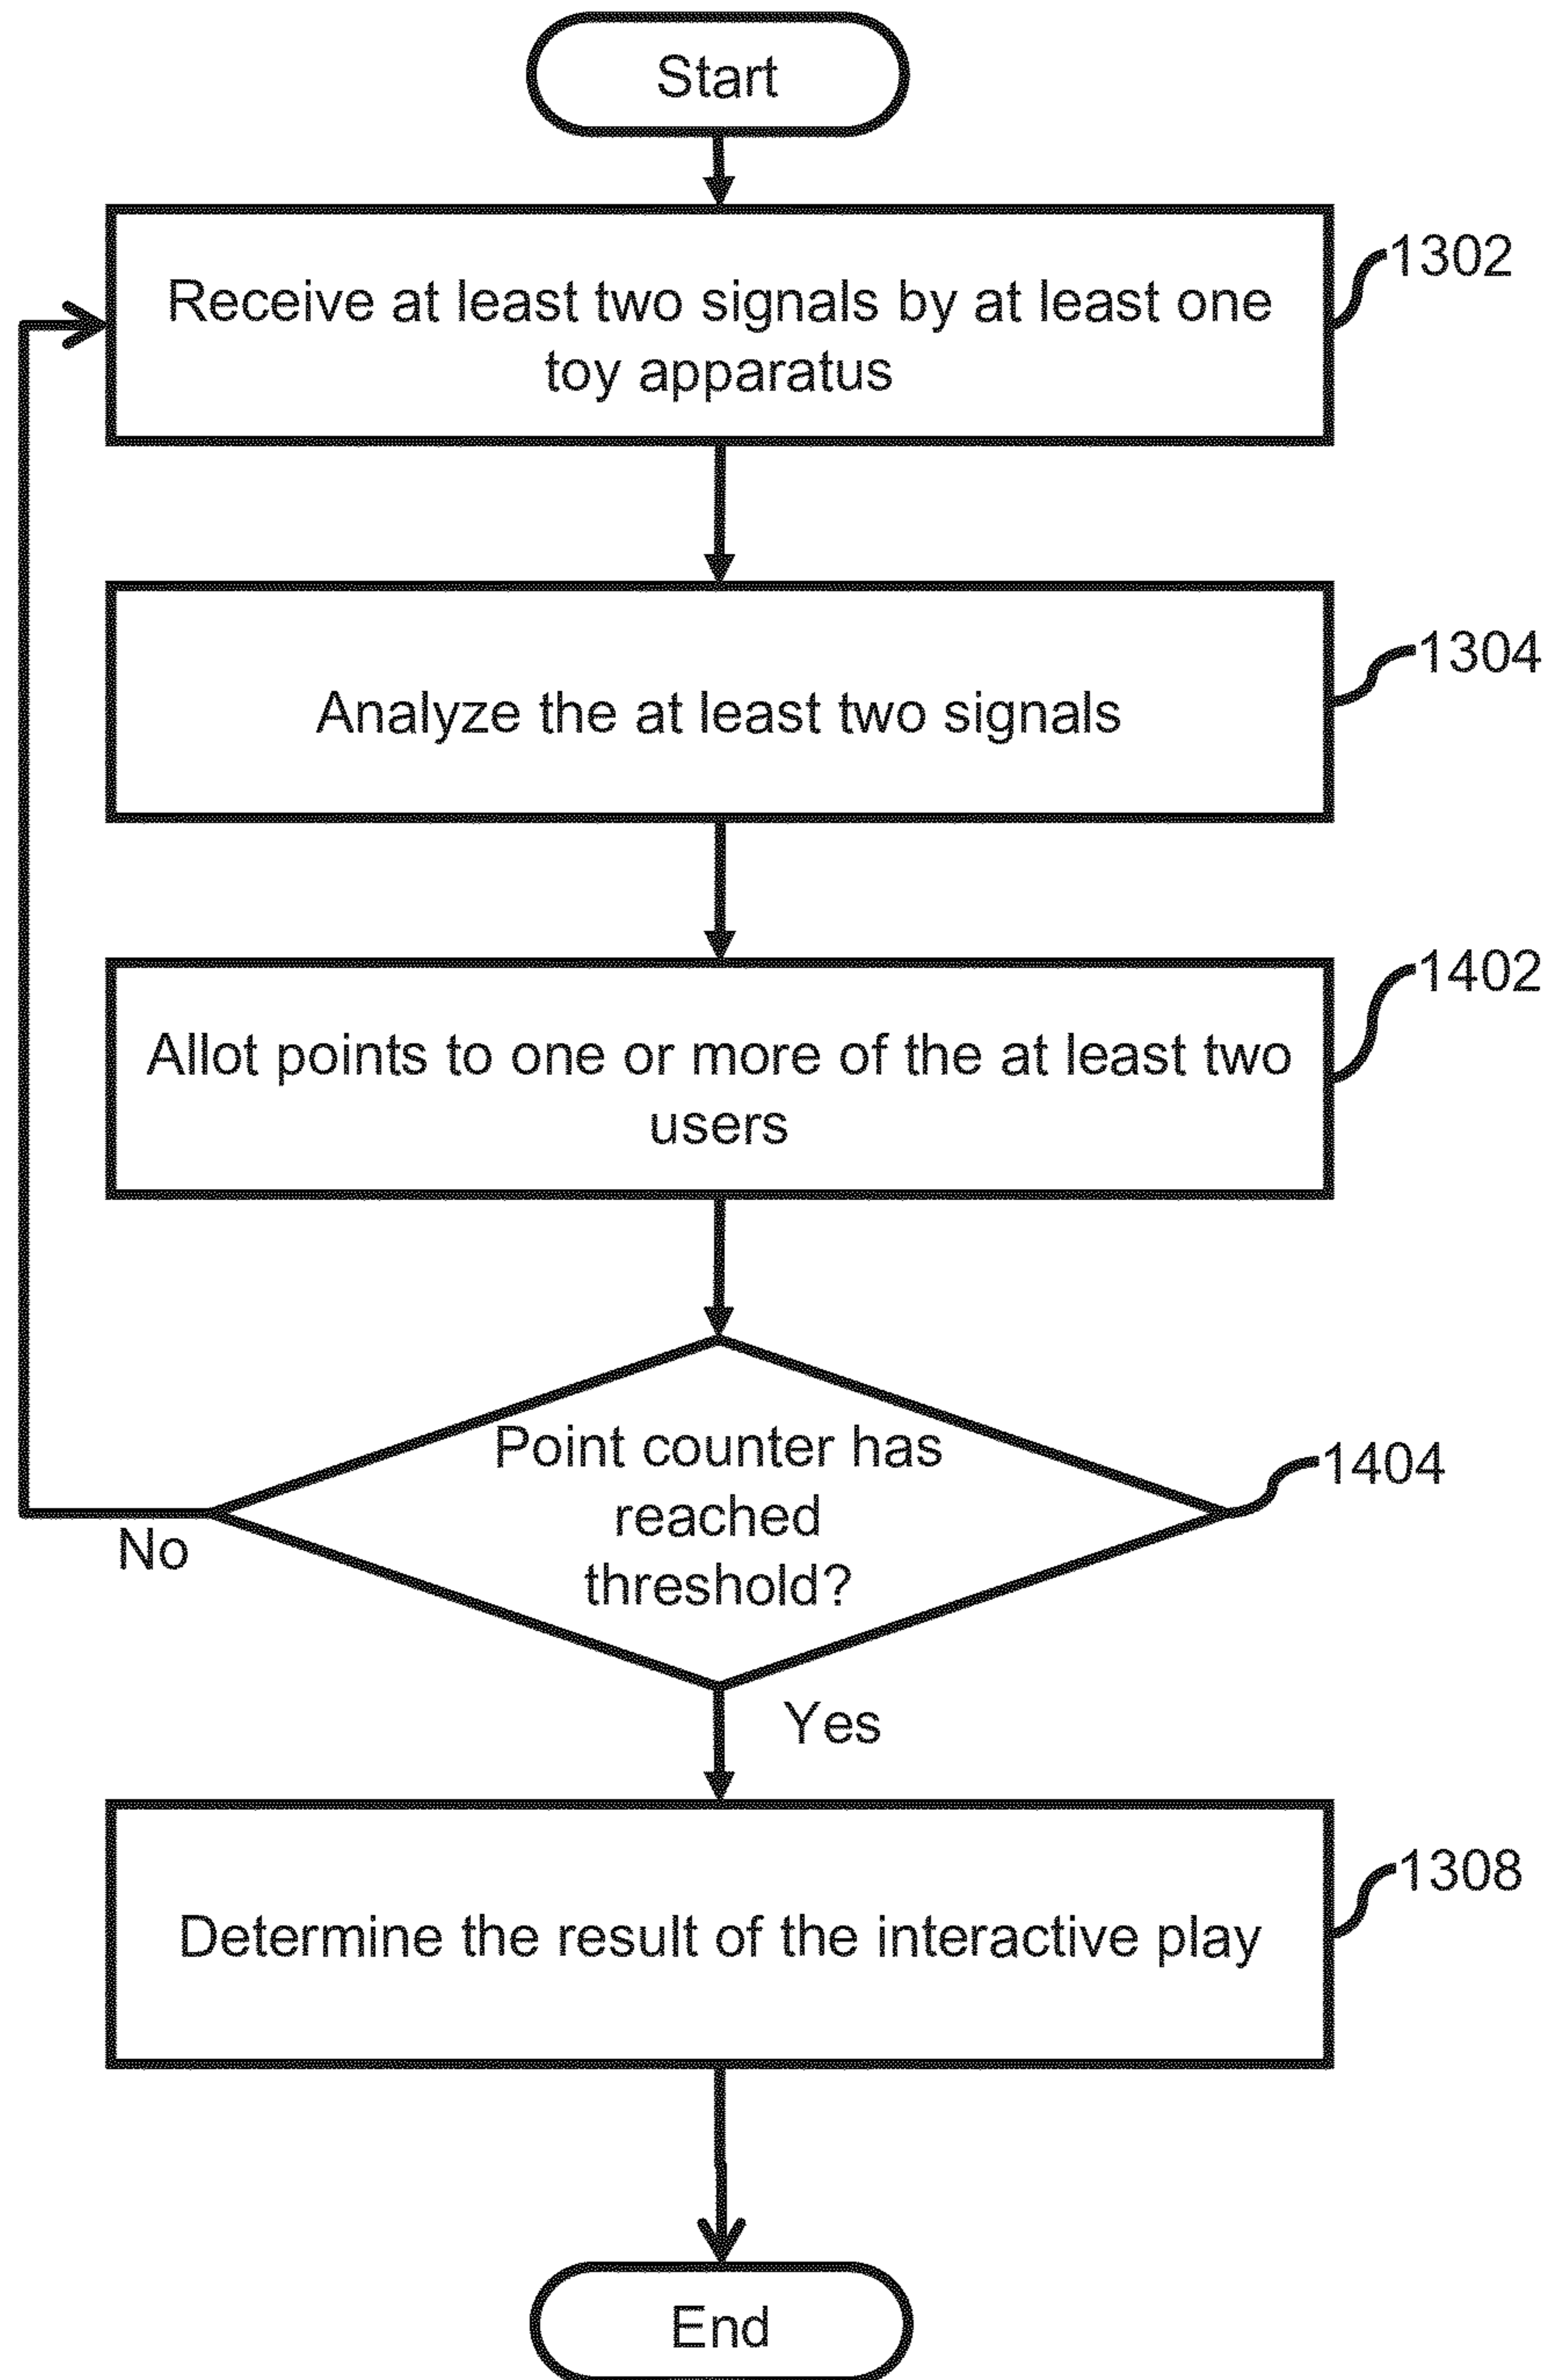 Start
Receive at least two signals by at least one
toy apparatus
1302
Analyze the at least two signals
1304
Allot points to one or more of the at least two
users
1402
Point counter has
reached
threshold?
1404
No
Yes
Determine the result of the interactive play
1308
End